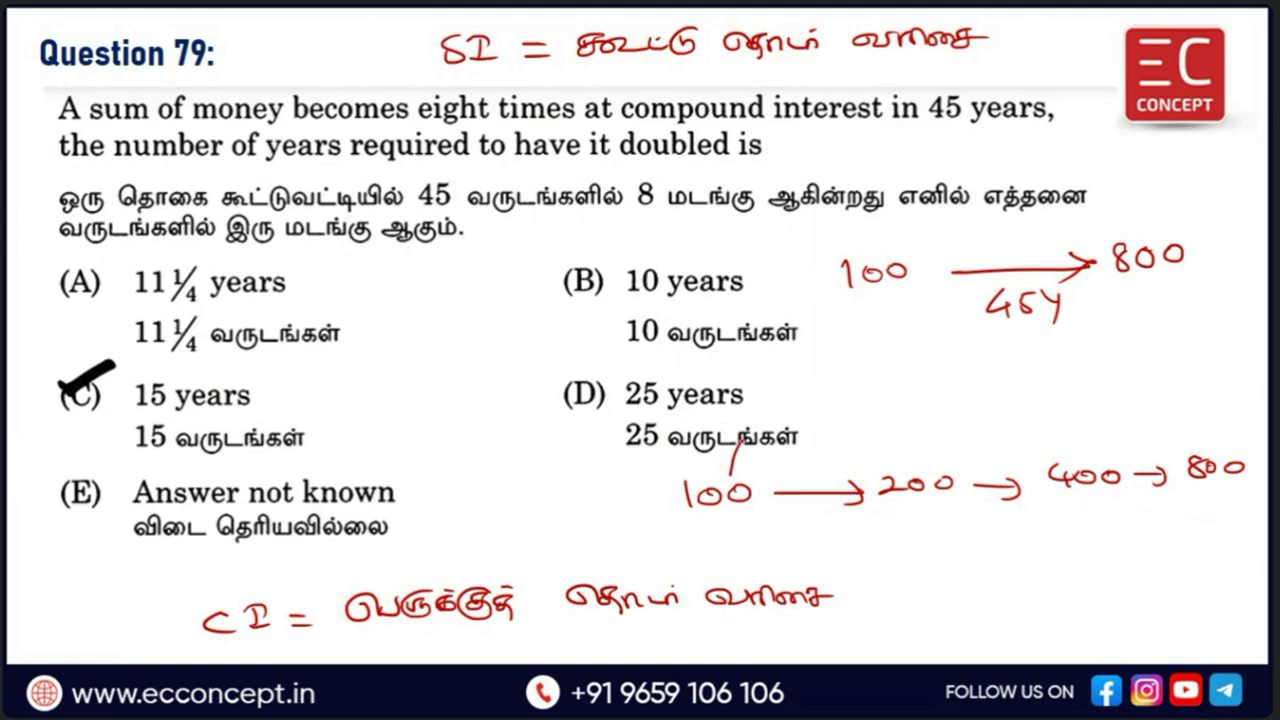 Question 79:
SI = கூட்டு தொடர் வரிசை
EC
CONCEPT
A sum of money becomes eight times at compound interest in 45 years,
the number of years required to have it doubled is
ஒரு தொகை கூட்டுவட்டியில் 45 வருடங்களில் 8 மடங்கு ஆகின்றது எனில் எத்தனை
வருடங்களில் இரு மடங்கு ஆகும்.
(A) 11 ¼ years
11 ¼ வருடங்கள்
(B) 10 years
10 வருடங்கள்
100 → 800
45Y
(C) 15 years
15 வருடங்கள்
(D) 25 years
25 வருடங்கள்
100 → 200 → 400 → 800
(E) Answer not known
விடை தெரியவில்லை
CI = பெருக்குத் தொடர் வரிசை
www.ecconcept.in
+91 9659 106 106
FOLLOW US ON